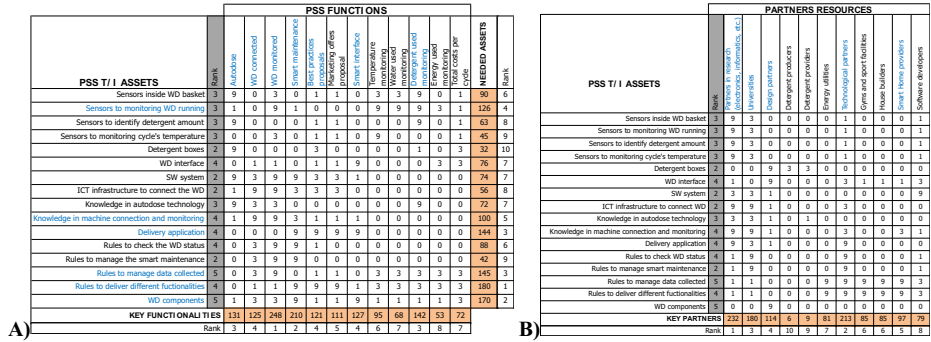 PSS FUNCTIONS
PSS T/ I ASSETS Rank Autodose WD connected WD monitored Smart maintenance Best practices proposals Marketing offers proposal Smart interface Temperature monitoring Water used monitoring Detergent used monitoring Energy used monitoring Total costs per cycle NEEDED ASSETS Rank
Sensors inside WD basket 3 9 0 3 0 1 1 0 3 3 9 0 1 90 6
Sensors to monitoring WD running 3 1 0 9 1 0 0 0 9 9 9 3 1 126 4
Sensors to identify detergent amount 3 9 0 0 0 1 1 0 0 0 9 0 1 63 8
Sensors to monitoring cycle's temperature 3 0 0 3 0 1 1 0 9 0 0 0 1 45 9
Detergent boxes 2 9 0 0 0 3 0 0 0 0 1 0 3 32 10
WD interface 4 0 1 1 0 1 1 9 0 0 0 3 3 76 7
SW system 2 9 3 9 9 3 3 1 0 0 0 0 0 74 7
ICT infrastructure to connect the WD 2 1 9 9 3 3 3 0 0 0 0 0 0 56 8
Knowledge in autodose technology 3 9 3 3 0 0 0 0 0 0 9 0 0 72 7
Knowledge in machine connection and monitoring 4 1 9 9 3 1 1 1 0 0 0 0 0 100 5
Delivery application 4 0 0 0 9 9 9 9 0 0 0 0 0 144 3
Rules to check the WD status 4 0 3 9 9 1 0 0 0 0 0 0 0 88 6
Rules to manage the smart maintenance 2 0 3 9 9 0 0 0 0 0 0 0 0 42 9
Rules to manage data collected 5 0 3 9 0 1 1 0 3 3 3 3 3 145 3
Rules to deliver different fuctionalities 4 0 1 1 9 9 9 1 3 3 3 3 3 180 1
WD components 5 1 3 3 9 1 1 9 1 1 1 1 3 170 2
KEY FUNCTIONALITIES 131 125 248 210 121 111 127 95 68 142 53 72
Rank 3 4 1 2 4 5 4 6 7 3 8 7
A)
PARTNERS RESOURCES
PSS T/ I ASSETS Rank Partners in research (electronics, informatics, etc.) Universities Design partners Detergent producers Detergent providers Energy utilities Technological partners Gyms and sport facilities House builders Smart Home providers Software developers
Sensors inside WD basket 3 9 3 0 0 0 0 1 0 0 0 1
Sensors to monitoring WD running 3 9 3 0 0 0 0 1 0 0 0 1
Sensors to identify detergent amount 3 9 3 0 0 0 0 1 0 0 0 1
Sensors to monitoring cycle's temperature 3 9 3 0 0 0 0 1 0 0 0 1
Detergent boxes 2 0 0 9 3 3 0 0 0 0 0 0
WD interface 4 1 0 9 0 0 0 3 1 1 1 3
SW system 2 3 3 1 0 0 0 0 0 0 0 9
ICT infrastructure to connect WD 2 9 9 1 0 0 0 3 0 0 0 1
Knowledge in autodose technology 3 3 3 1 0 1 0 0 0 0 0 0
Knowledge in machine connection and monitoring 4 9 9 1 0 0 0 3 0 0 3 1
Delivery application 4 9 3 1 0 0 0 9 0 0 0 0
Rules to check WD status 4 1 9 0 0 0 0 9 0 0 0 0
Rules to manage the smart maintenance 2 1 9 0 0 0 0 9 0 0 0 0
Rules to manage data collected 5 1 1 0 0 0 9 9 9 9 9 3
Rules to deliver different fuctionalities 4 1 1 0 0 0 9 9 9 9 9 3
WD components 5 0 0 9 0 0 0 0 0 0 0 0
KEY PARTNERS 232 180 114 6 9 81 213 85 85 97 79
Rank 1 3 4 10 9 7 2 6 6 5 8
B)